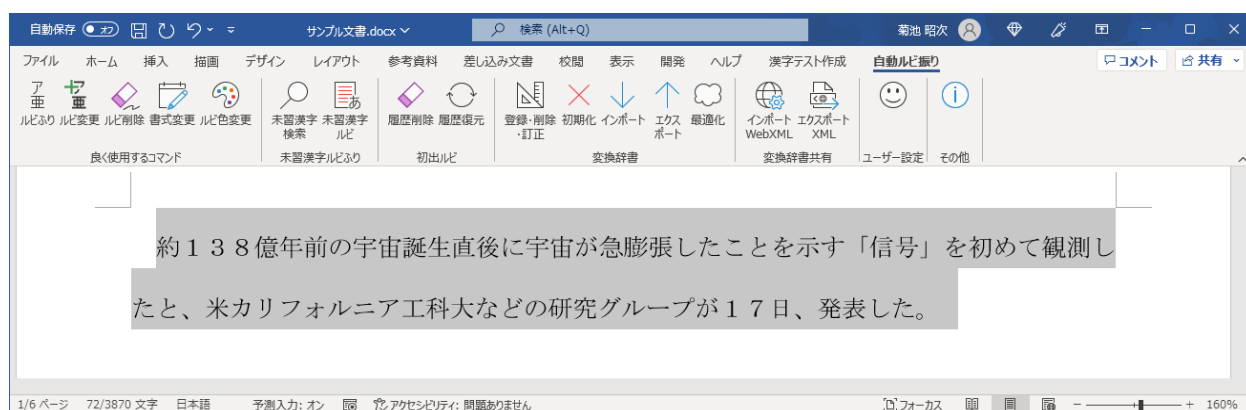 自動保存 オフ サンプル文書.docx 検索 (Alt+Q) 菊池 昭次
ファイル ホーム 挿入 描画 デザイン レイアウト 参考資料 差し込み文書 校閲 表示 開発 ヘルプ 漢字テスト作成 自動ルビ振り コメント 共有
ア亜 ア亜 あ
ルビふり ルビ変更 ルビ削除 書式変更 ルビ色変更 未習漢字検索 未習漢字ルビ 履歴削除 履歴復元 登録・削除・訂正 初期化 インポート エクスポート 最適化 インポートWebXML エクスポートXML
良く使用するコマンド 未習漢字ルビふり 初出ルビ 変換辞書 変換辞書共有 ユーザー設定 その他
約１３８億年前の宇宙誕生直後に宇宙が急膨張したことを示す「信号」を初めて観測し
たと、米カリフォルニア工科大などの研究グループが１７日、発表した。
1/6 ページ 72/3870 文字 日本語 予測入力: オン アクセシビリティ: 問題ありません フォーカス 160%